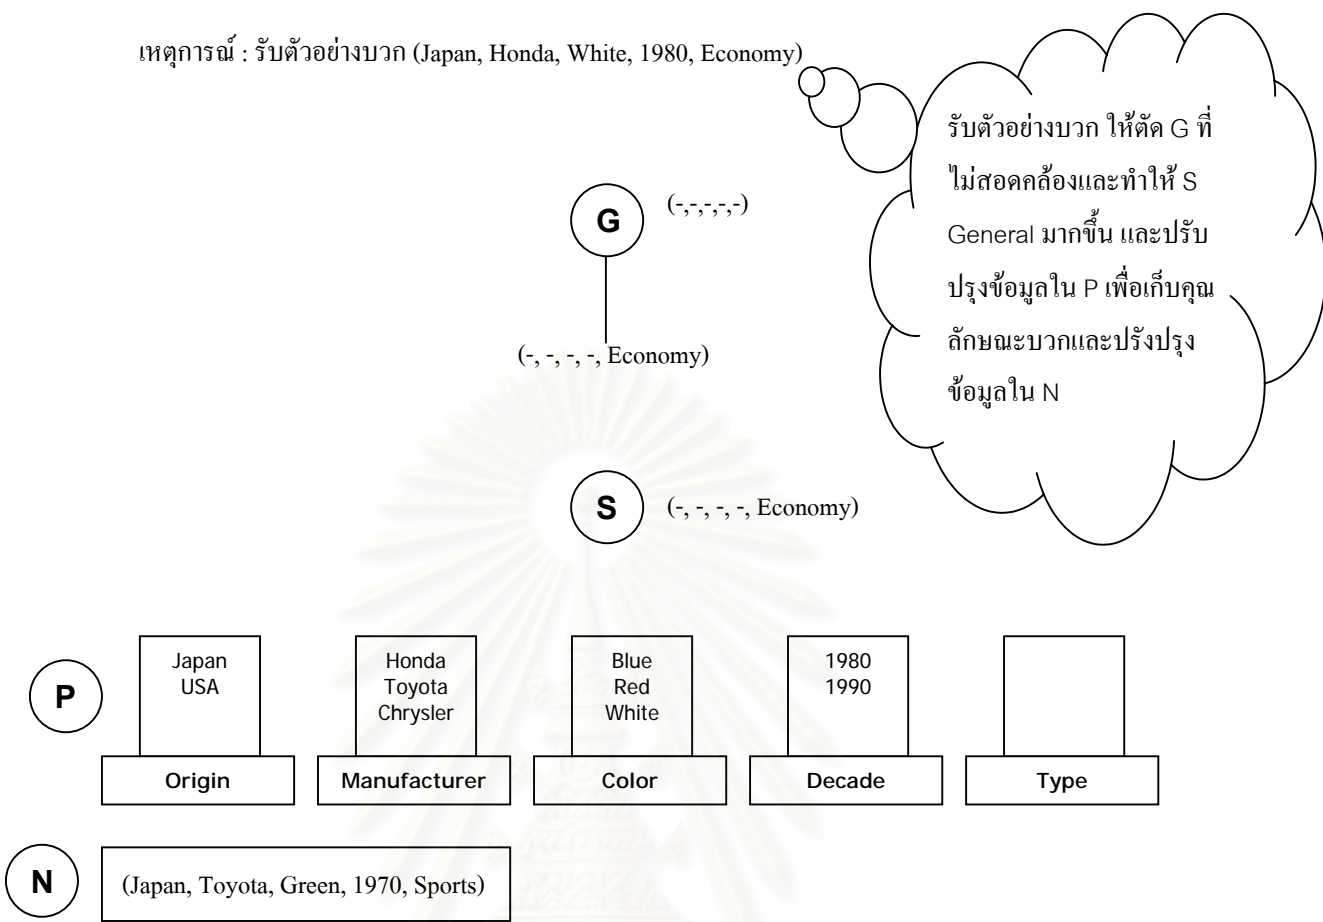 เหตุการณ์ : รับตัวอย่างบวก (Japan, Honda, White, 1980, Economy)
รับตัวอย่างบวก ให้ตัด G ที่
ไม่สอดคล้องและทำให้ S
General มากขึ้น และปรับ
ปรุงข้อมูลใน P เพื่อเก็บคุณ
ลักษณะบวกและปรังปรุง
ข้อมูลใน N
G
(-,-,-,-,-)
(-, -, -, -, Economy)
S
(-, -, -, -, Economy)
P
Japan
USA
Origin
Honda
Toyota
Chrysler
Manufacturer
Blue
Red
White
Color
1980
1990
Decade
Type
N
(Japan, Toyota, Green, 1970, Sports)